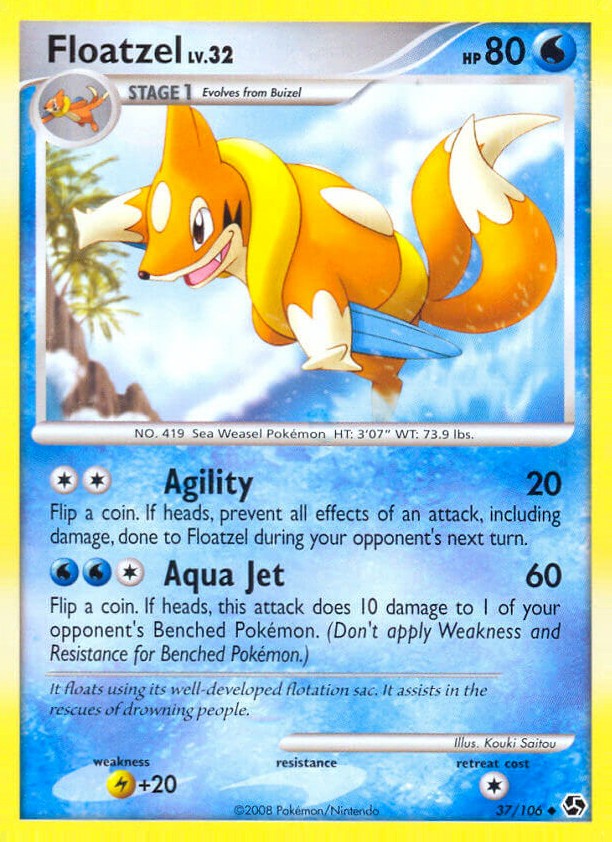 Floatzel LV.32 HP 80
STAGE 1 Evolves from Buizel
NO. 419 Sea Weasel Pokémon HT: 3'07" WT: 73.9 lbs.
Agility 20
Flip a coin. If heads, prevent all effects of an attack, including
damage, done to Floatzel during your opponent's next turn.
Aqua Jet 60
Flip a coin. If heads, this attack does 10 damage to 1 of your
opponent's Benched Pokémon. (Don't apply Weakness and
Resistance for Benched Pokémon.)
It floats using its well-developed flotation sac. It assists in the
rescues of drowning people.
Illus. Kouki Saitou
weakness resistance retreat cost
+20
©2008 Pokémon/Nintendo 37/106